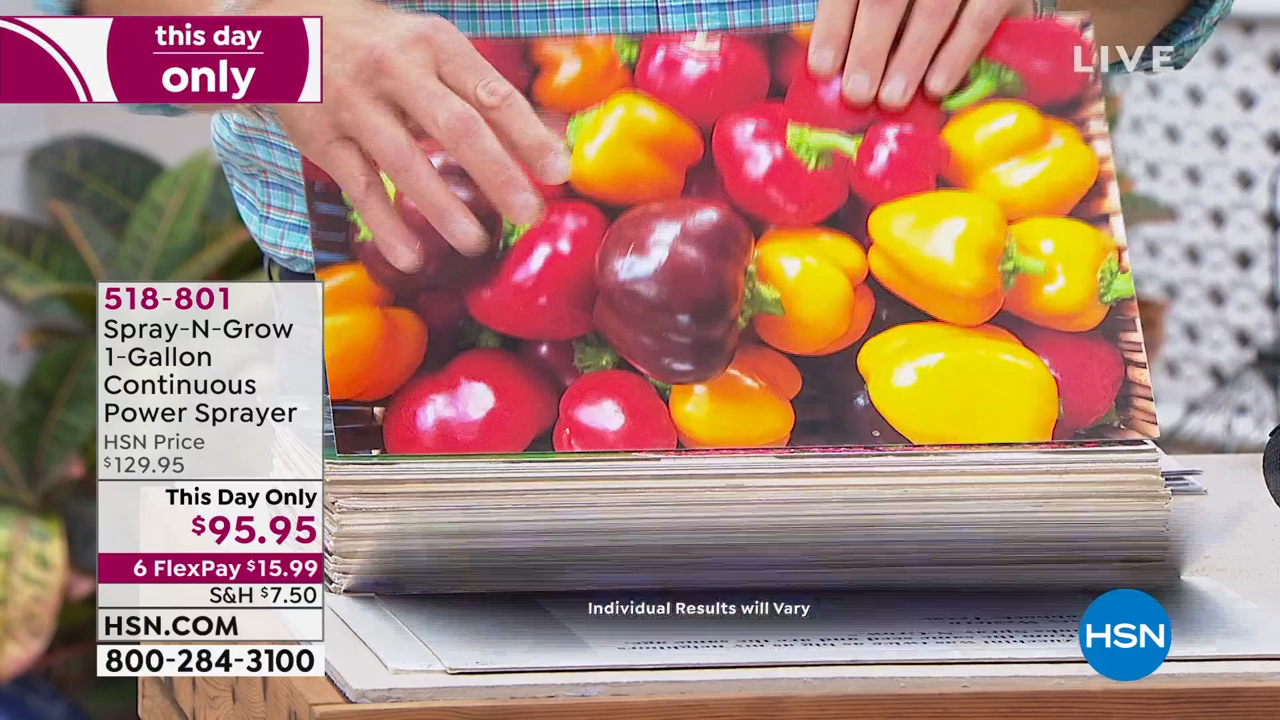 this day
only
LIVE
518-801
Spray-N-Grow
1-Gallon
Continuous
Power Sprayer
HSN Price
$129.95
This Day Only
$95.95
6 FlexPay $15.99
S&H $7.50
HSN.COM
800-284-3100
Individual Results will Vary
HSN